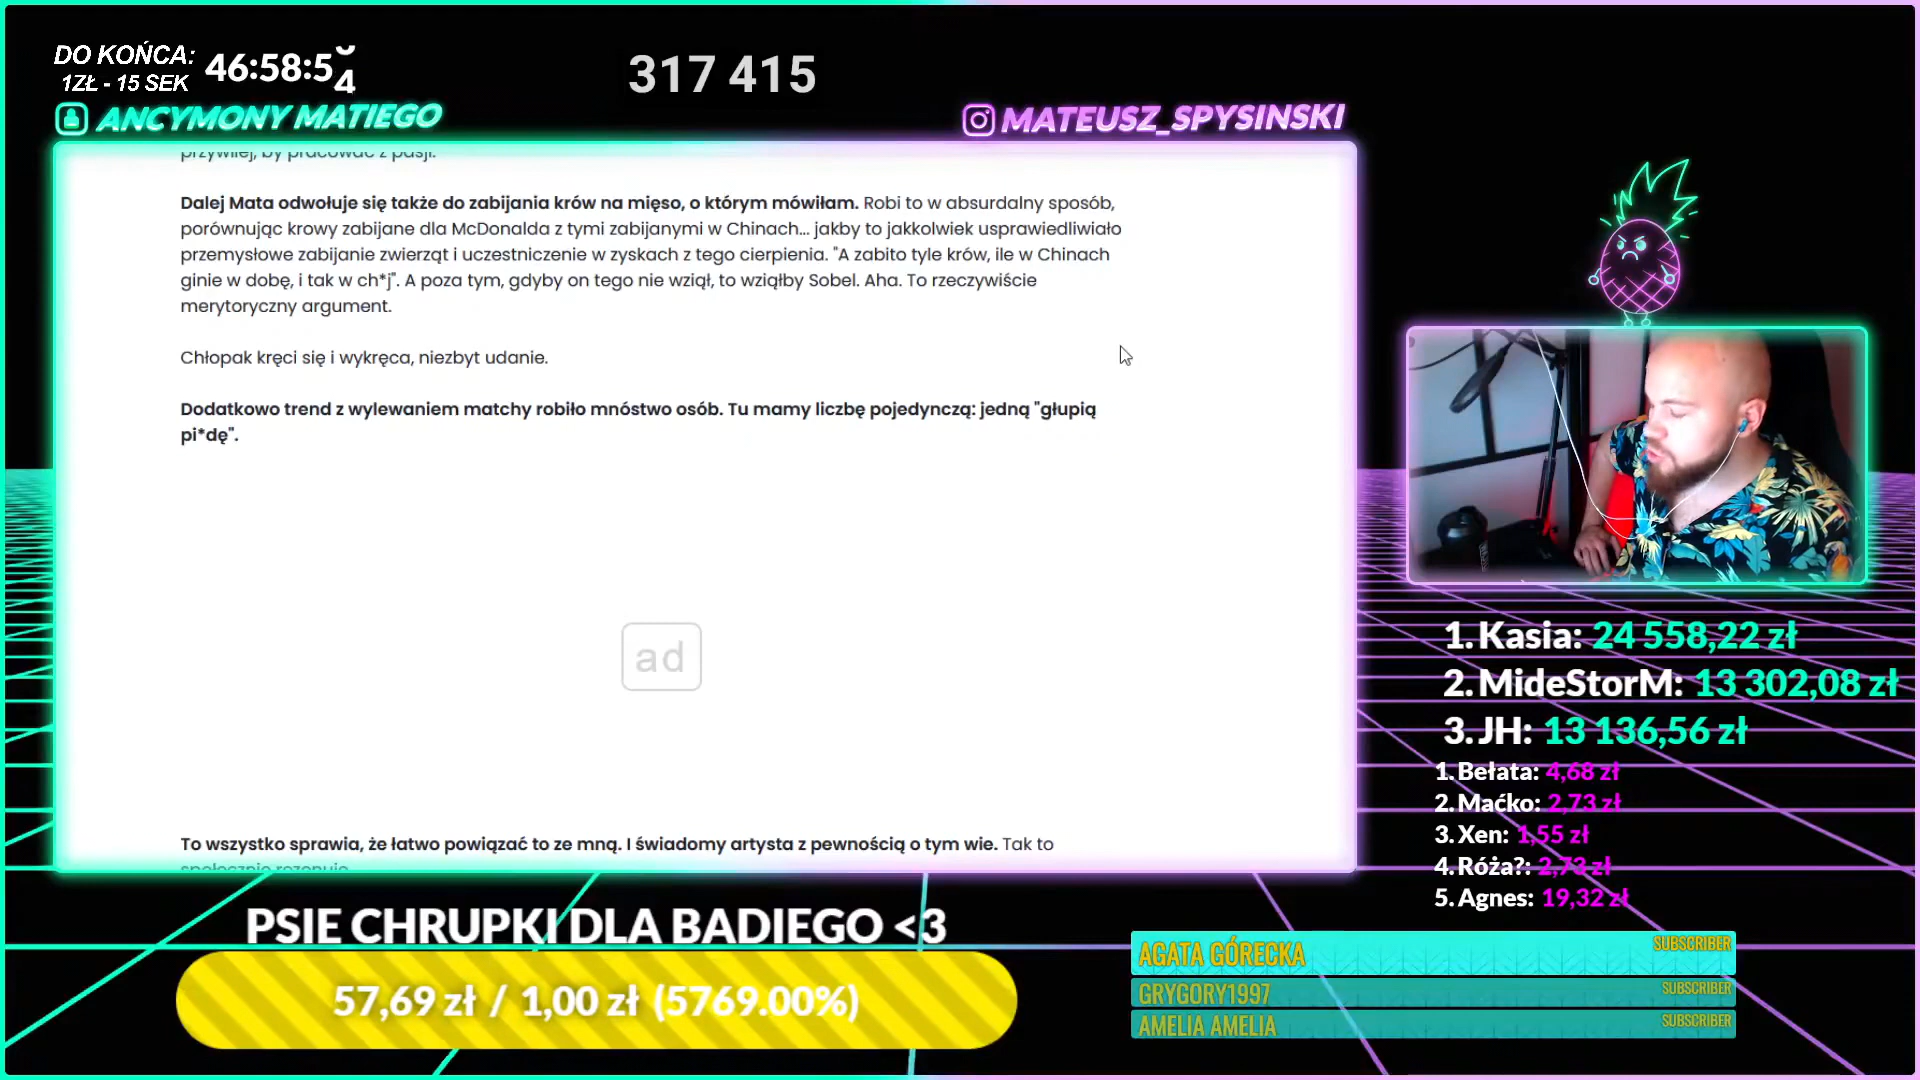 DO KOŃCA:
1ZŁ - 15 SEK
46:58:5
317 415
ANCYMONY MATIEGO
MATEUSZ_SPYSINSKI
przywilej, by pracować z pasji.
Dalej Mata odwołuje się także do zabijania krów na mięso, o którym mówiłam. Robi to w absurdalny sposób,
porównując krowy zabijane dla McDonalda z tymi zabijanymi w Chinach... jakby to jakkolwiek usprawiedliwiało
przemysłowe zabijanie zwierząt i uczestniczenie w zyskach z tego cierpienia. "A zabito tyle krów, ile w Chinach
ginie w dobę, i tak w ch*j". A poza tym, gdyby on tego nie wziął, to wziąłby Sobel. Aha. To rzeczywiście
merytoryczny argument.
Chłopak kręci się i wykręca, niezbyt udanie.
Dodatkowo trend z wylewaniem matchy robiło mnóstwo osób. Tu mamy liczbę pojedynczą: jedną "głupią
pi*dę".
ad
To wszystko sprawia, że łatwo powiązać to ze mną. I świadomy artysta z pewnością o tym wie. Tak to
społecznie rezonuje.
1. Kasia: 24 558,22 zł
2. MideStorM: 13 302,08 zł
3. JH: 13 136,56 zł
1. Bełata: 4,68 zł
2. Maćko: 2,73 zł
3. Xen: 1,55 zł
4. Róża?: 2,73 zł
5. Agnes: 19,32 zł
PSIE CHRUPKI DLA BADIEGO <3
57,69 zł / 1,00 zł (5769.00%)
AGATA GÓRECKA SUBSCRIBER
GRYGORY1997 SUBSCRIBER
AMELIA AMELIA SUBSCRIBER